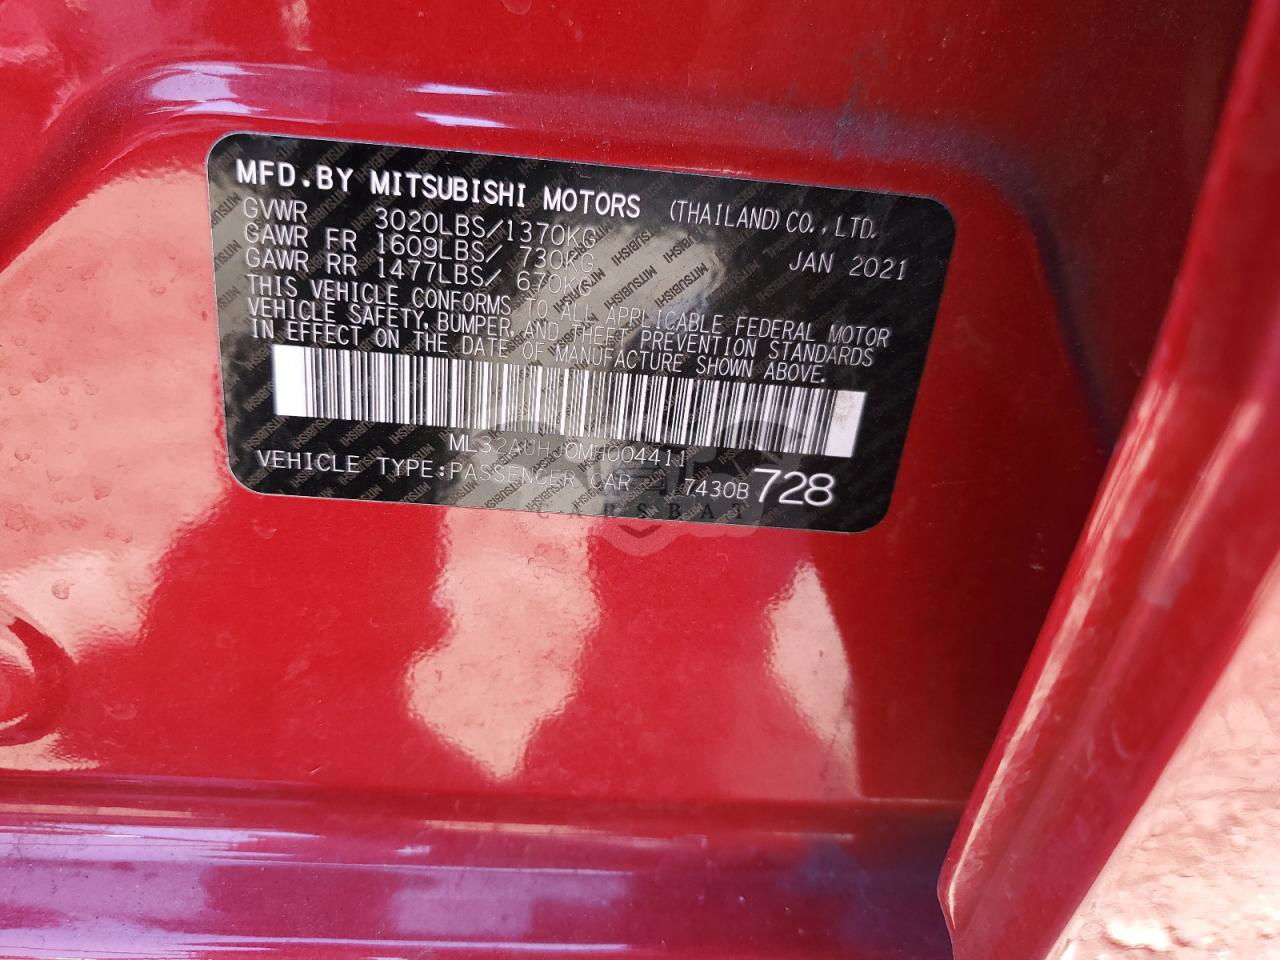 MFD.BY MITSUBISHI MOTORS (THAILAND)CO.,LTD.
GVWR 3020LBS/1370KG JAN 2021
GAWR FR 1609LBS/ 730KG
GAWR RR 1477LBS/ 670KG
THIS VEHICLE CONFORMS TO ALL APPLICABLE FEDERAL MOTOR
VEHICLE SAFETY, BUMPER, AND THEFT PREVENTION STANDARDS
IN EFFECT ON THE DATE OF MANUFACTURE SHOWN ABOVE.
ML32AUHJ0MH004411
VEHICLE TYPE:PASSENGER CAR 7430B 728
CARSBAT